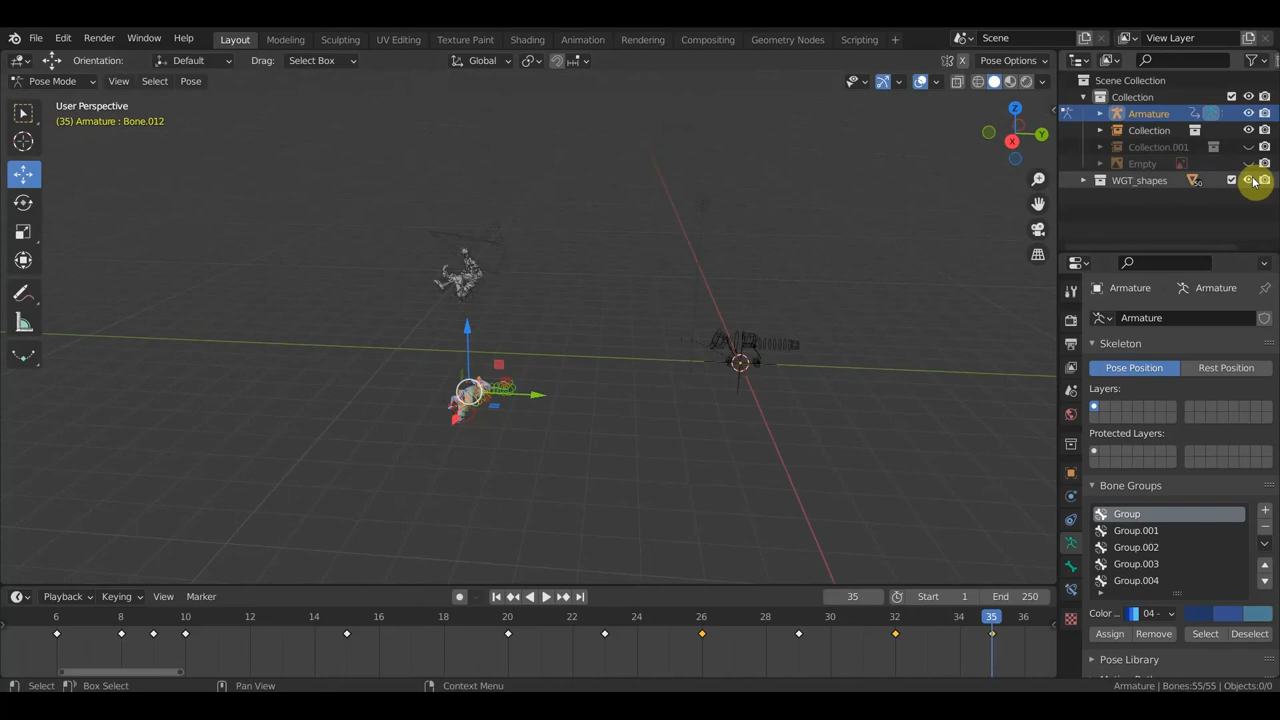 File Edit Render Window Help Layout Modeling Sculpting UV Editing Texture Paint Shading Animation Rendering Compositing Geometry Nodes Scripting + Scene View Layer
Orientation: Default Drag: Select Box Global X Pose Options
Pose Mode View Select Pose
Scene Collection
Collection
Armature
Collection
Collection.001
Empty
WGT_shapes 50
User Perspective
(35) Armature : Bone.012
Z
Y
X
Armature Armature
Armature
Skeleton
Pose Position Rest Position
Layers:
Protected Layers:
Bone Groups
Group
Group.001
Group.002
Group.003
Group.004
Color ... 04 -
Assign Remove Select Deselect
Pose Library
Playback Keying View Marker 35 Start 1 End 250
6 8 10 12 14 16 18 20 22 24 26 28 30 32 34 35 36
Select Box Select Pan View Context Menu Armature | Bones:55/55 | Objects:0/0